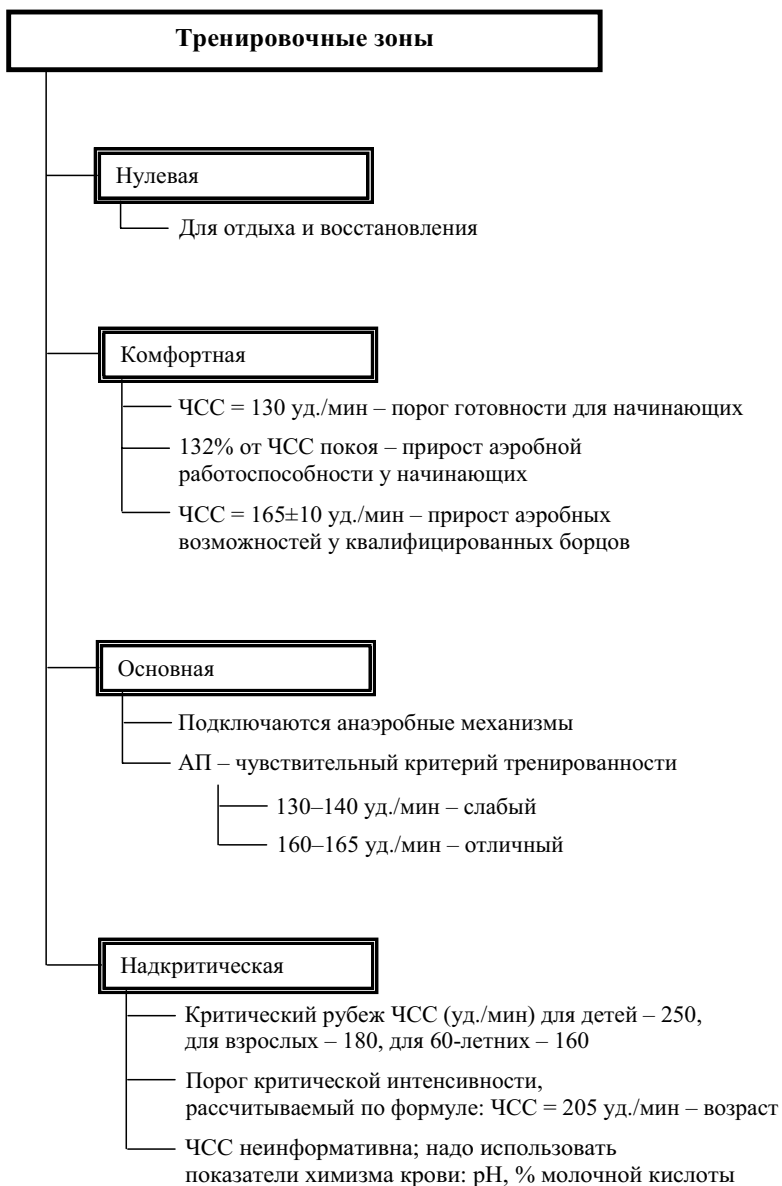 Тренировочные зоны
Нулевая
Для отдыха и восстановления
Комфортная
ЧСС = 130 уд./мин – порог готовности для начинающих
132% от ЧСС покоя – прирост аэробной
работоспособности у начинающих
ЧСС = 165±10 уд./мин – прирост аэробных
возможностей у квалифицированных борцов
Основная
Подключаются анаэробные механизмы
АП – чувствительный критерий тренированности
130–140 уд./мин – слабый
160–165 уд./мин – отличный
Надкритическая
Критический рубеж ЧСС (уд./мин) для детей – 250,
для взрослых – 180, для 60-летних – 160
Порог критической интенсивности,
рассчитываемый по формуле: ЧСС = 205 уд./мин – возраст
ЧСС неинформативна; надо использовать
показатели химизма крови: pH, % молочной кислоты